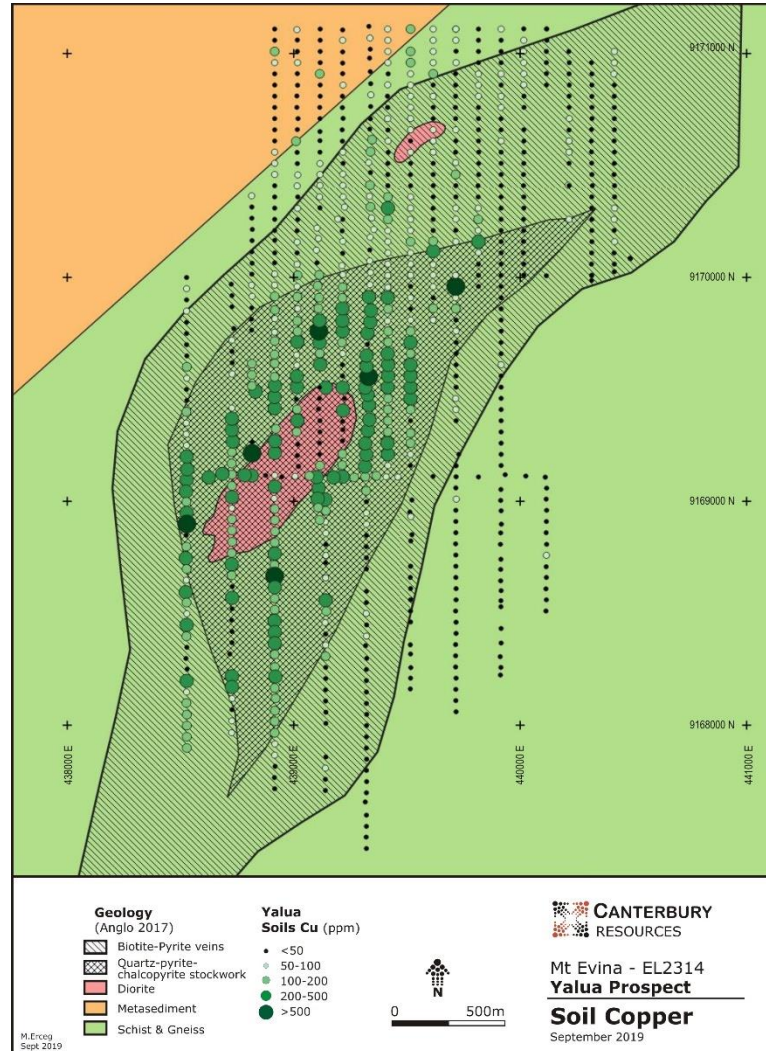 9171000 N
9170000 N
9169000 N
9168000 N
438000 E
439000 E
440000 E
441000 E
Geology
(Anglo 2017)
Biotite-Pyrite veins
Quartz-pyrite-
chalcopyrite stockwork
Diorite
Metasediment
Schist & Gneiss
M.Erceg
Sept 2019
Yalua
Soils Cu (ppm)
<50
50-100
100-200
200-500
>500
N
0 500m
CANTERBURY
RESOURCES
Mt Evina - EL2314
Yalua Prospect
Soil Copper
September 2019